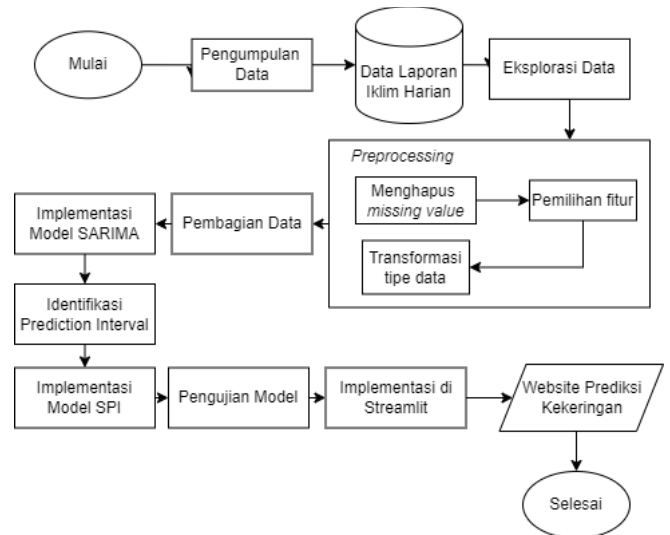 Mulai
Pengumpulan
Data
Data Laporan
Iklim Harian
Eksplorasi Data
Preprocessing
Menghapus
missing value
Pemilihan fitur
Transformasi
tipe data
Pembagian Data
Implementasi
Model SARIMA
Identifikasi
Prediction Interval
Implementasi
Model SPI
Pengujian Model
Implementasi di
Streamlit
Website Prediksi
Kekeringan
Selesai